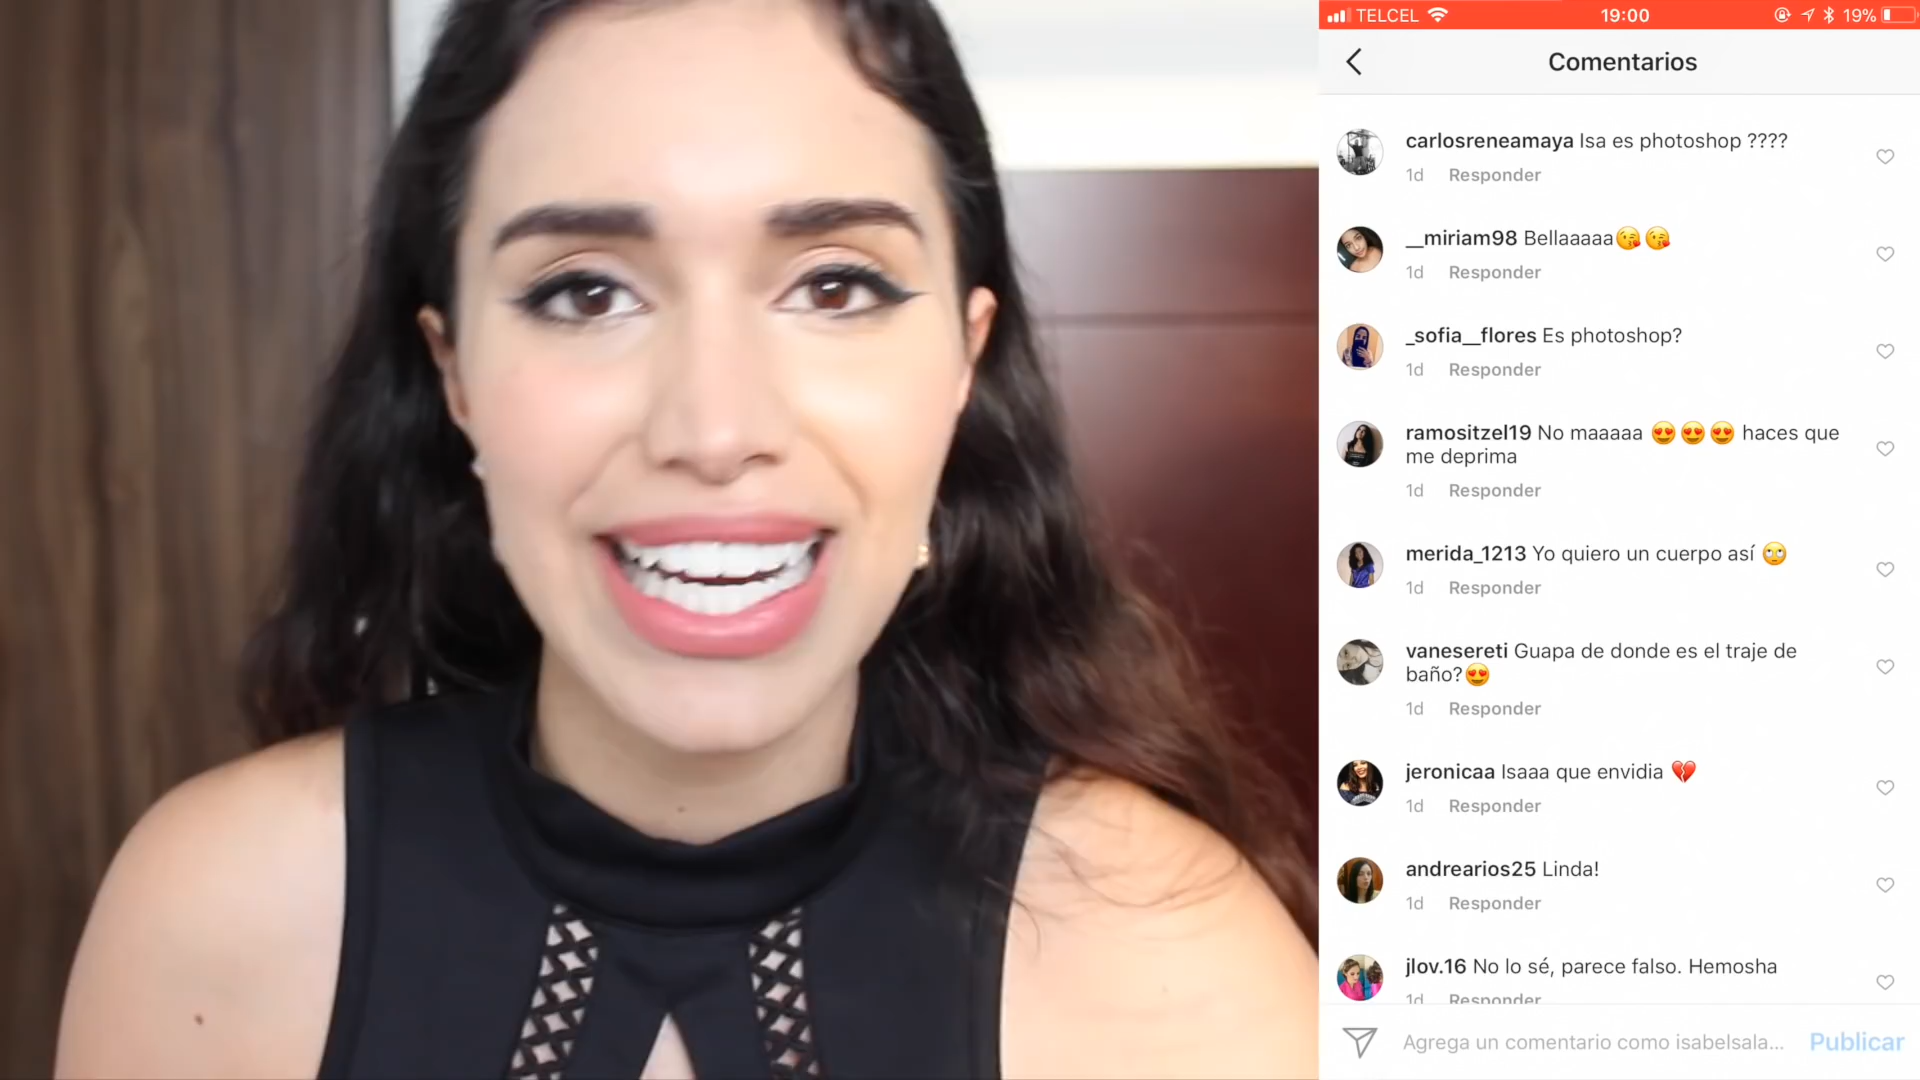 TELCEL 19:00 19%
Comentarios
carlosreneamaya Isa es photoshop ????
1d Responder
__miriam98 Bellaaaaa😘😘
1d Responder
_sofia__flores Es photoshop?
1d Responder
ramositzel19 No maaaaa 😍😍😍 haces que
me deprima
1d Responder
merida_1213 Yo quiero un cuerpo así 🙄
1d Responder
vanesereti Guapa de donde es el traje de
baño?😍
1d Responder
jeronicaa Isaaa que envidia 💔
1d Responder
andrearios25 Linda!
1d Responder
jlov.16 No lo sé, parece falso. Hemosha
1d Responder
Agrega un comentario como isabelsala... Publicar